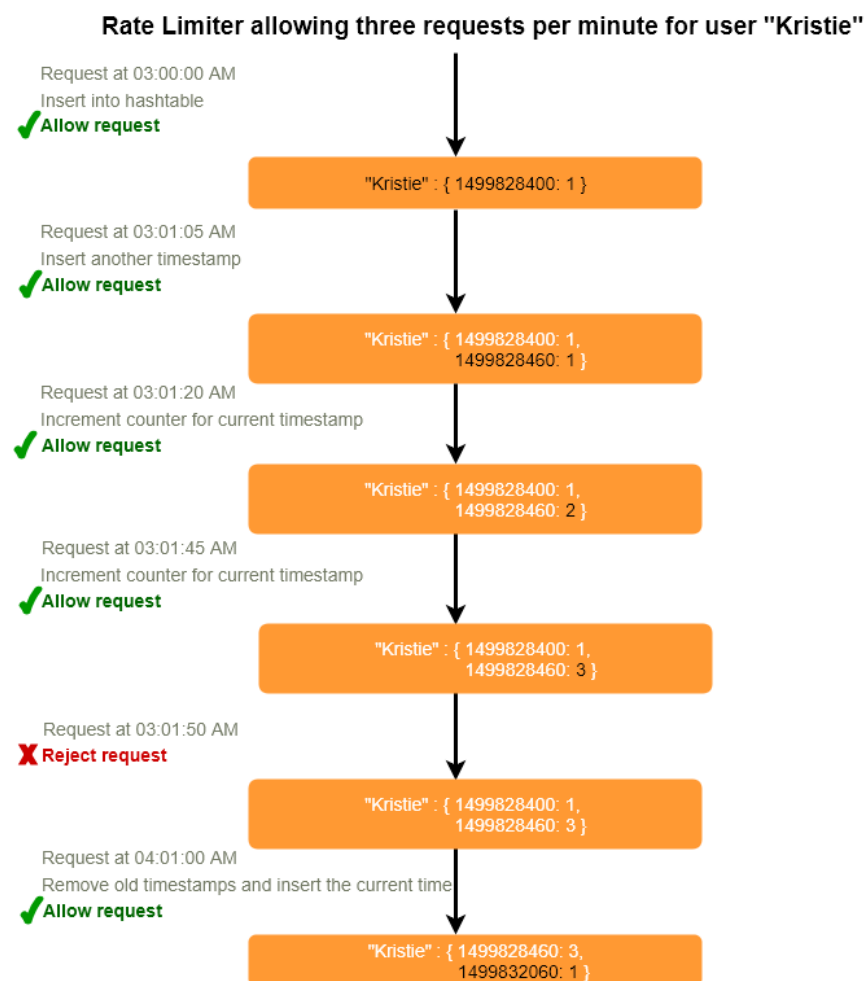 Rate Limiter allowing three requests per minute for user "Kristie"
Request at 03:00:00 AM
Insert into hashtable
Allow request
"Kristie" : { 1499828400: 1 }
Request at 03:01:05 AM
Insert another timestamp
Allow request
"Kristie" : { 1499828400: 1,
1499828460: 1 }
Request at 03:01:20 AM
Increment counter for current timestamp
Allow request
"Kristie" : { 1499828400: 1,
1499828460: 2 }
Request at 03:01:45 AM
Increment counter for current timestamp
Allow request
"Kristie" : { 1499828400: 1,
1499828460: 3 }
Request at 03:01:50 AM
X Reject request
"Kristie" : { 1499828400: 1,
1499828460: 3 }
Request at 04:01:00 AM
Remove old timestamps and insert the current time
Allow request
"Kristie" : { 1499828460: 3,
1499832060: 1 }